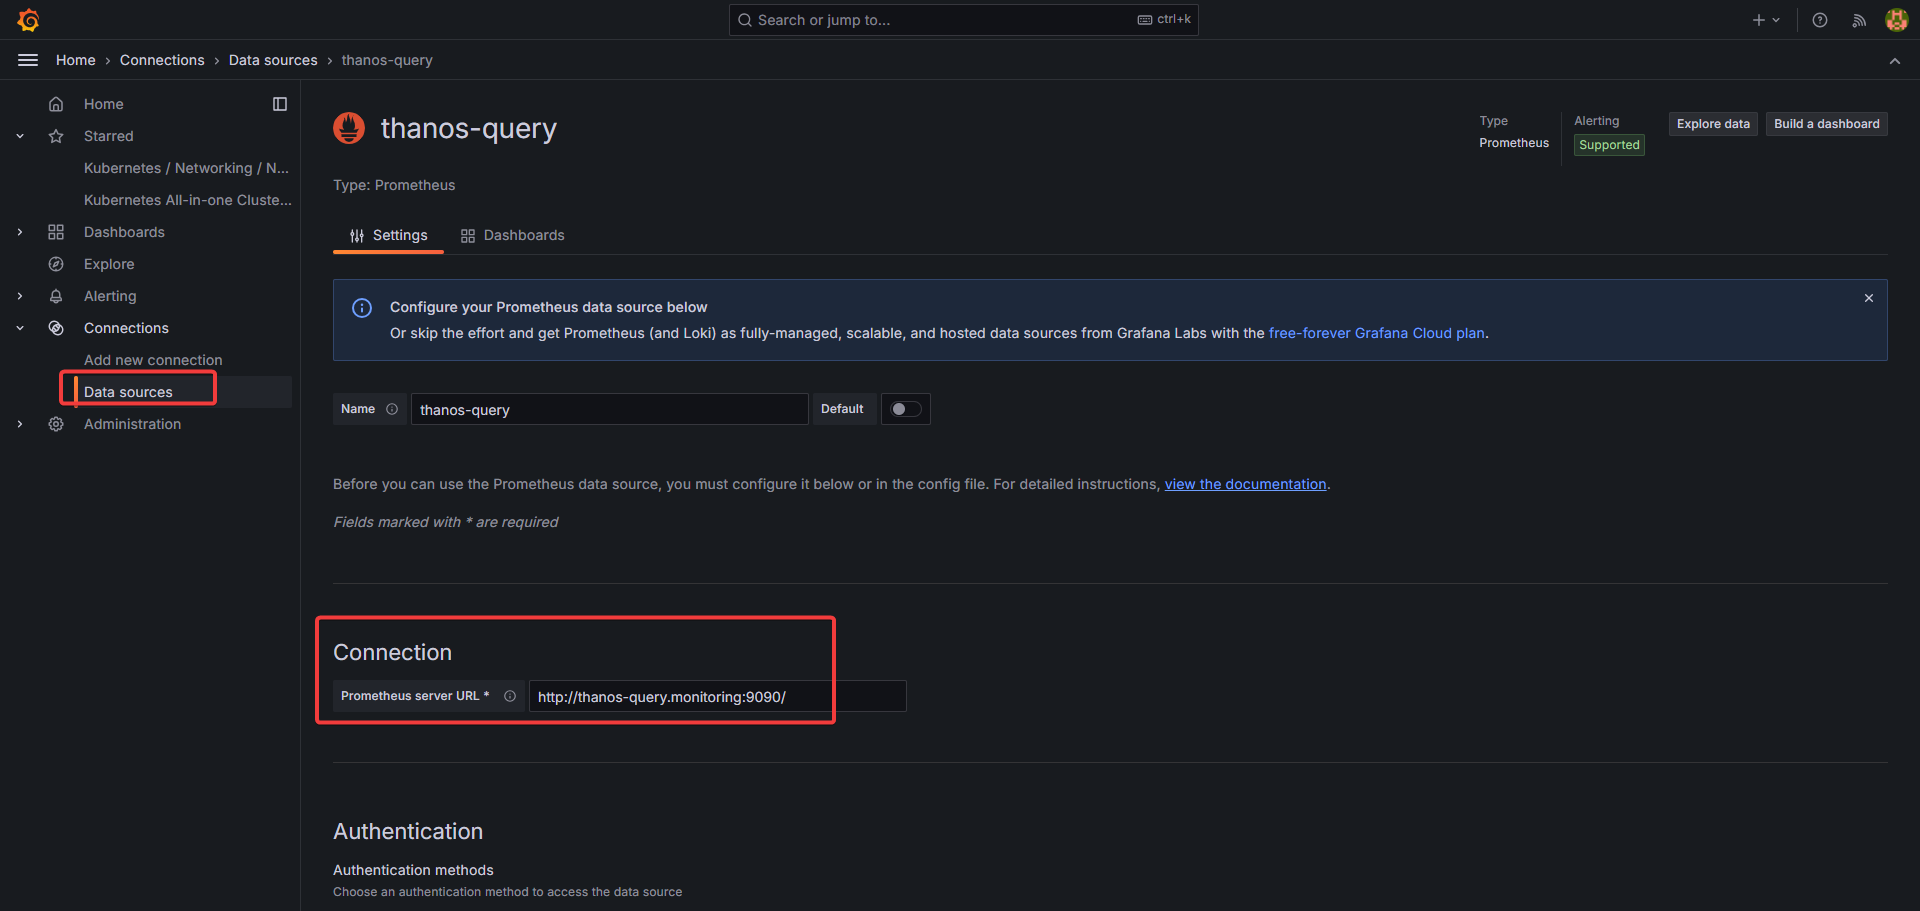 Search or jump to...
ctrl+k
Home › Connections › Data sources › thanos-query
Home
Starred
Kubernetes / Networking / N...
Kubernetes All-in-one Cluste...
Dashboards
Explore
Alerting
Connections
Add new connection
Data sources
Administration
thanos-query
Type
Prometheus
Alerting
Supported
Explore data
Build a dashboard
Type: Prometheus
Settings
Dashboards
Configure your Prometheus data source below
Or skip the effort and get Prometheus (and Loki) as fully-managed, scalable, and hosted data sources from Grafana Labs with the free-forever Grafana Cloud plan.
Name
thanos-query
Default
Before you can use the Prometheus data source, you must configure it below or in the config file. For detailed instructions, view the documentation.
Fields marked with * are required
Connection
Prometheus server URL *
http://thanos-query.monitoring:9090/
Authentication
Authentication methods
Choose an authentication method to access the data source